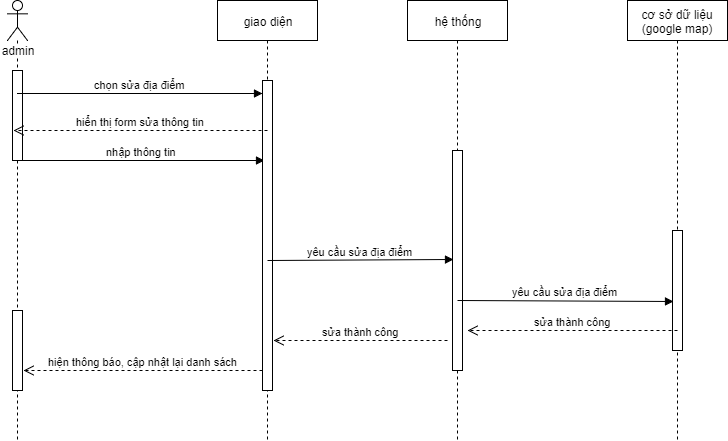 admin
giao diện
hệ thống
cơ sở dữ liệu
(google map)
chọn sửa địa điểm
hiển thị form sửa thông tin
nhập thông tin
yêu cầu sửa địa điểm
yêu cầu sửa địa điểm
sửa thành công
sửa thành công
hiện thông báo, cập nhật lại danh sách